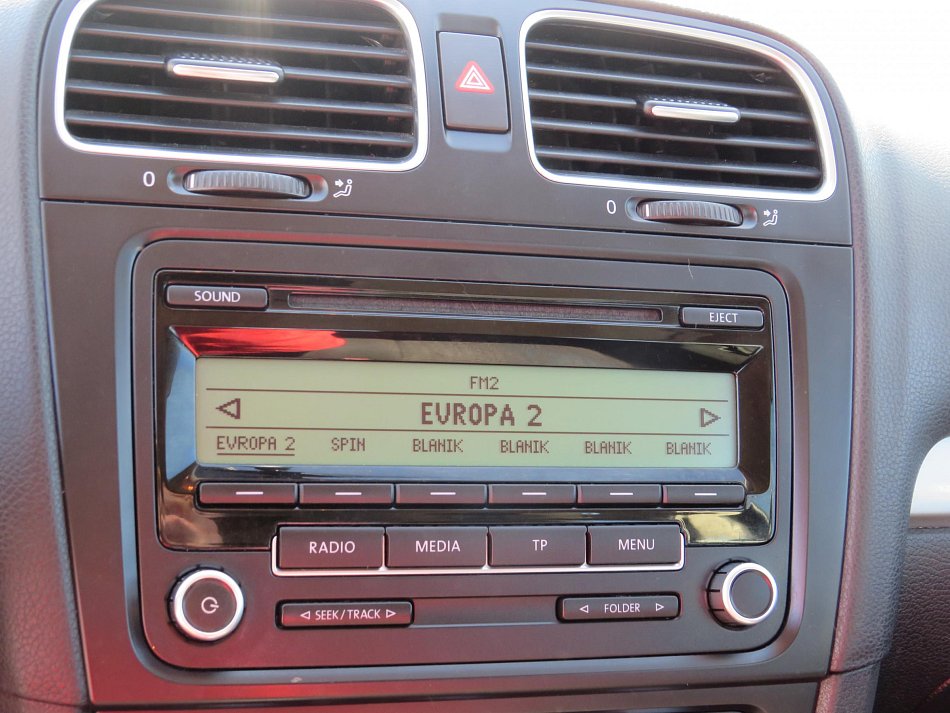 0
0
SOUND
EJECT
FM2
EVROPA 2
EVROPA 2 SPIN BLANIK BLANIK BLANIK BLANIK
RADIO MEDIA TP MENU
SEEK/TRACK FOLDER